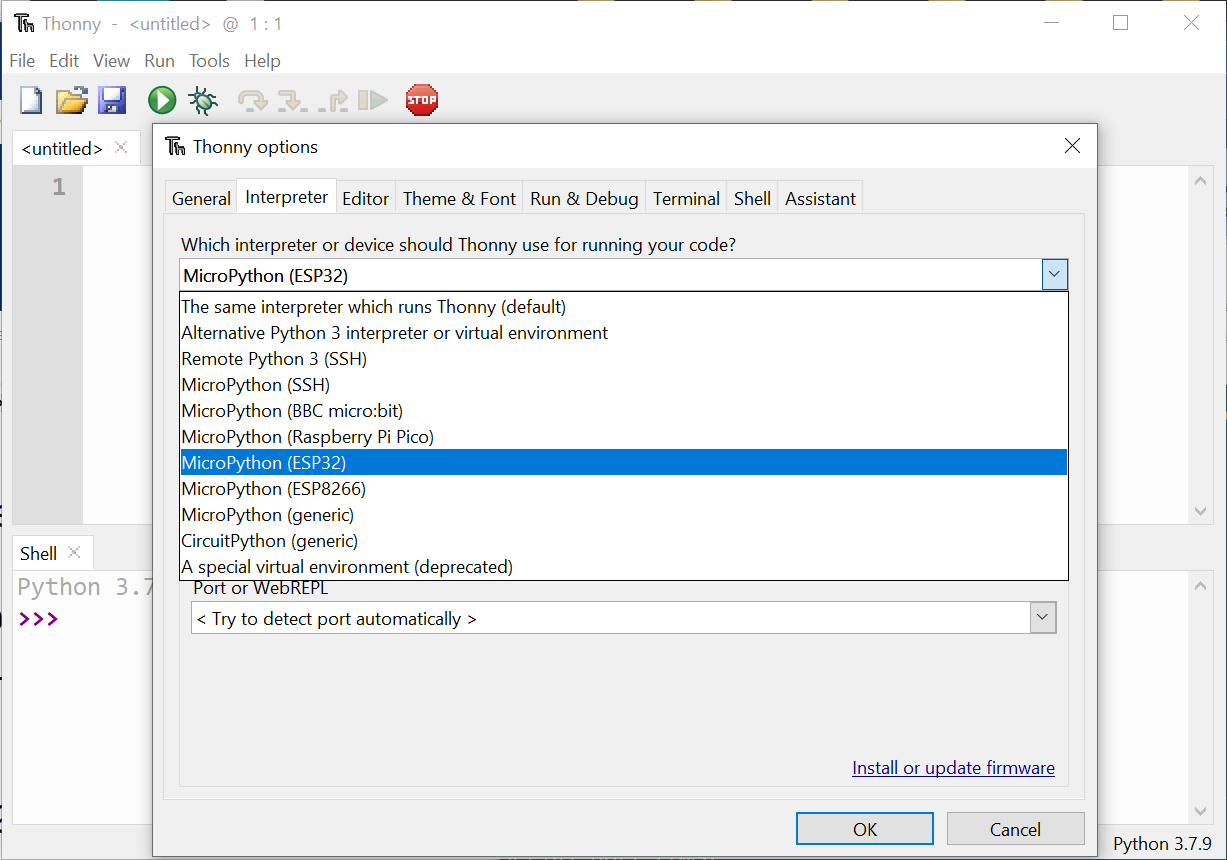 Thonny - <untitled> @ 1 : 1
File Edit View Run Tools Help
STOP
<untitled>
Thonny options
1
General Interpreter Editor Theme & Font Run & Debug Terminal Shell Assistant
Which interpreter or device should Thonny use for running your code?
MicroPython (ESP32)
The same interpreter which runs Thonny (default)
Alternative Python 3 interpreter or virtual environment
Remote Python 3 (SSH)
MicroPython (SSH)
MicroPython (BBC micro:bit)
MicroPython (Raspberry Pi Pico)
MicroPython (ESP32)
MicroPython (ESP8266)
MicroPython (generic)
CircuitPython (generic)
A special virtual environment (deprecated)
Shell
Python 3.7
>>>
Port or WebREPL
< Try to detect port automatically >
Install or update firmware
OK Cancel
Python 3.7.9